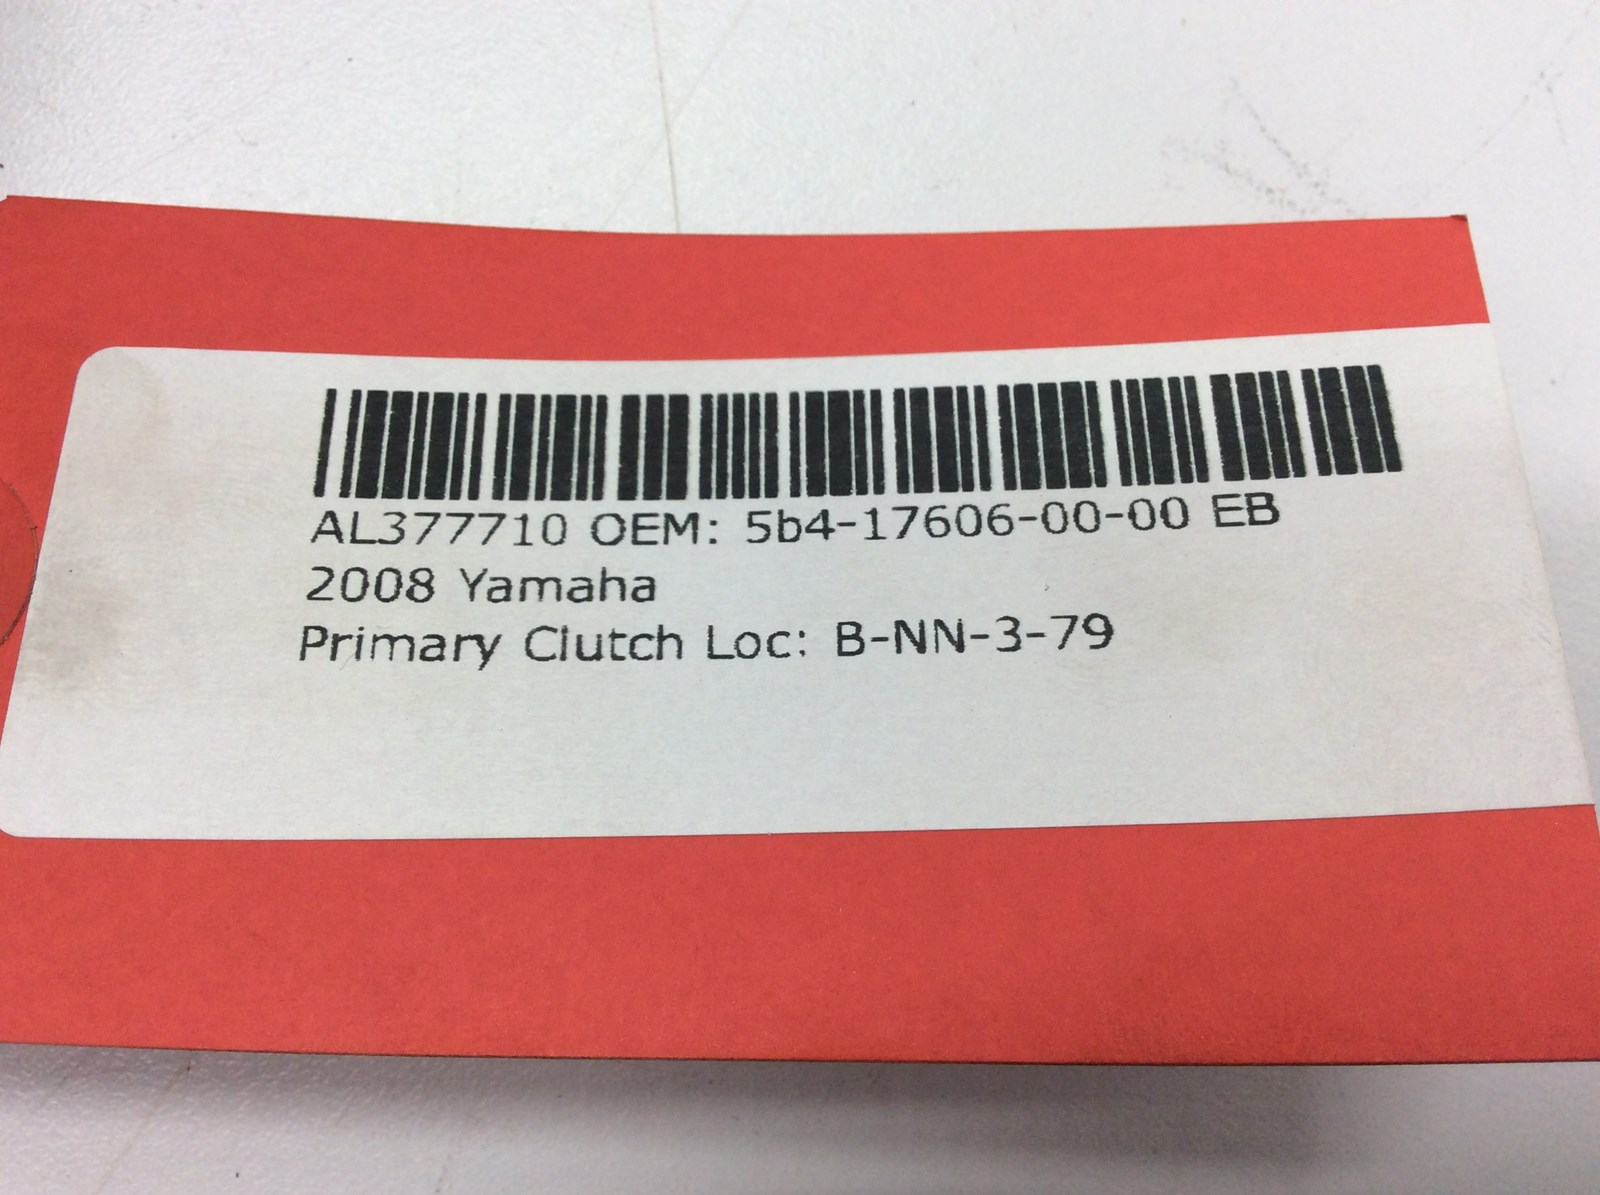 AL377710 OEM: 5b4-17606-00-00 EB
2008 Yamaha
Primary Clutch Loc: B-NN-3-79